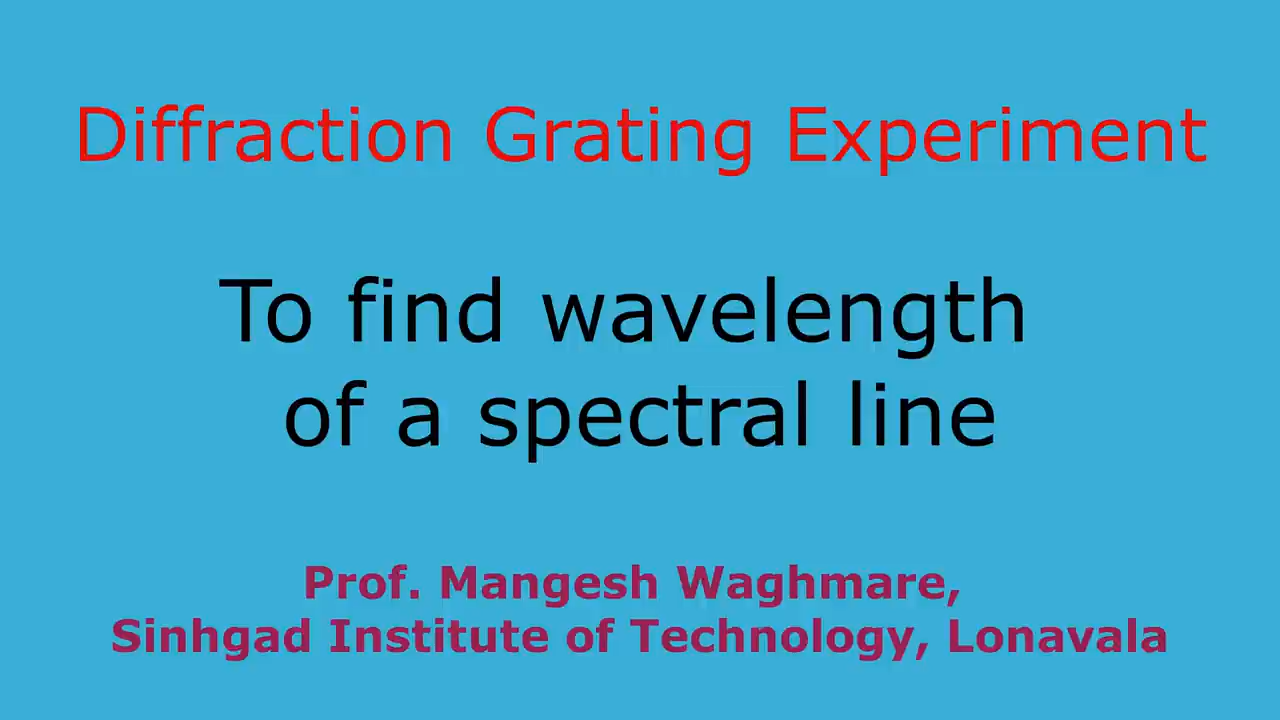 Diffraction Grating Experiment
To find wavelength
of a spectral line
Prof. Mangesh Waghmare,
Sinhgad Institute of Technology, Lonavala